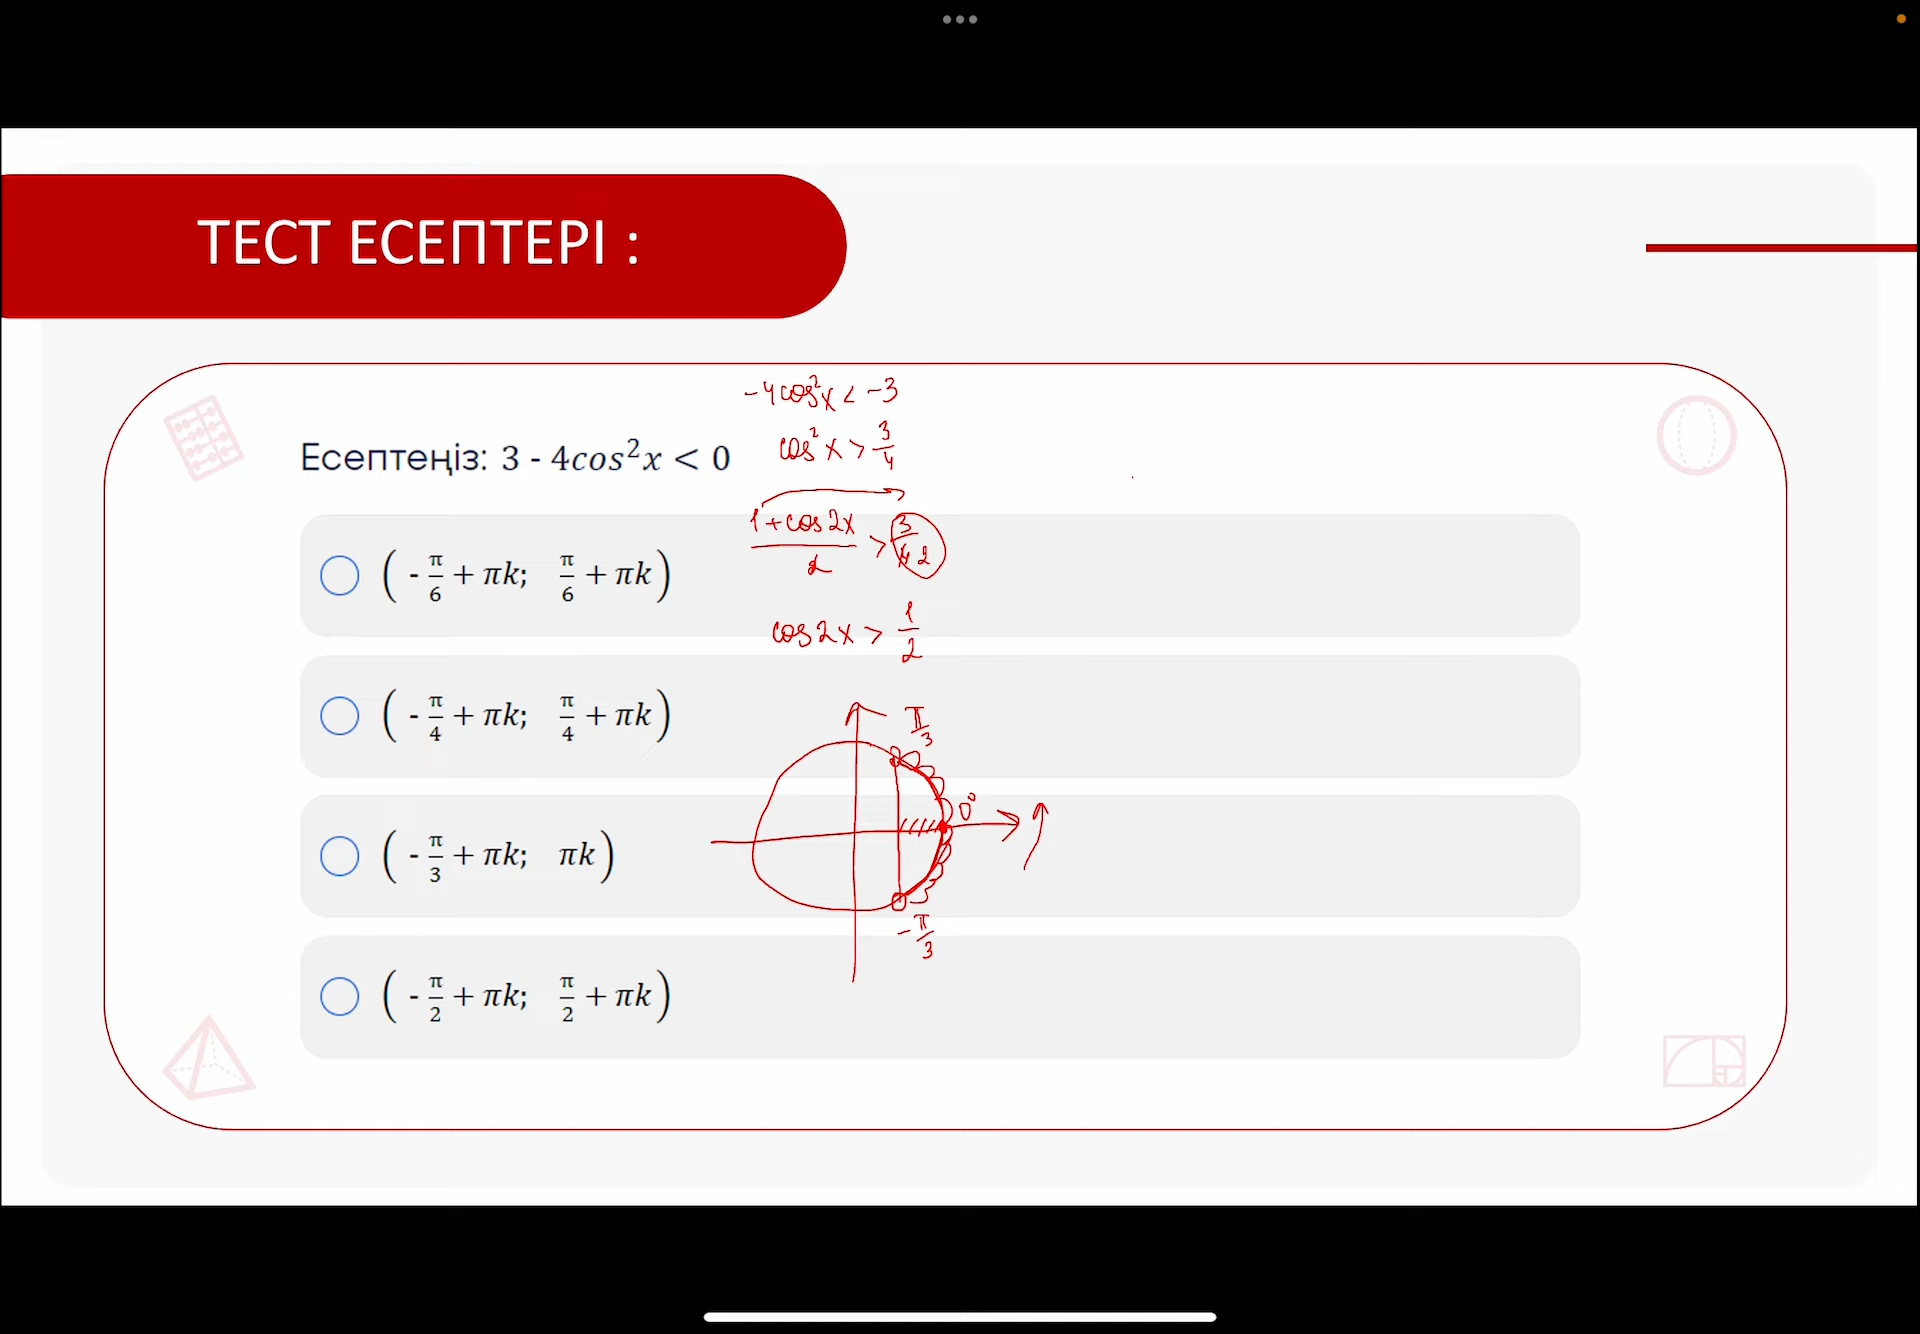 ТЕСТ ЕСЕПТЕРІ :
-4cos²x < -3
cos²x > 3/4
Есептеңіз: 3 - 4cos²x < 0
(1+cos2x)/2 > 3/4 2
(-π/6 + πk; π/6 + πk)
cos2x > 1/2
(-π/4 + πk; π/4 + πk)
π/3
0°
(-π/3 + πk; πk)
-π/3
(-π/2 + πk; π/2 + πk)